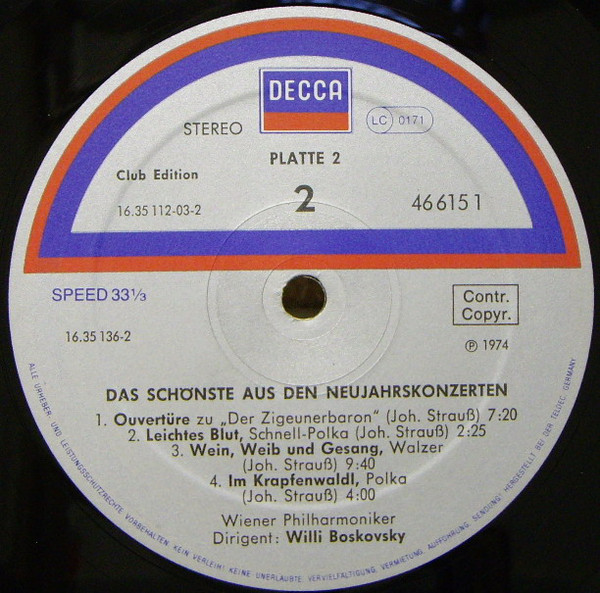 DECCA
STEREO
LC 0171
PLATTE 2
Club Edition
2
46 615 1
16.35 112-03-2
SPEED 33 1/3
Contr.
Copyr.
16.35 136-2
℗ 1974
DAS SCHÖNSTE AUS DEN NEUJAHRSKONZERTEN
1. Ouvertüre zu „Der Zigeunerbaron“ (Joh. Strauß) 7:20
2. Leichtes Blut, Schnell-Polka (Joh. Strauß) 2:25
3. Wein, Weib und Gesang, Walzer
(Joh. Strauß) 9:40
4. Im Krapfenwaldl, Polka
(Joh. Strauß) 4:00
Wiener Philharmoniker
Dirigent: Willi Boskovsky
ALLE URHEBER- UND LEISTUNGSSCHUTZRECHTE VORBEHALTEN. KEIN VERLEIH! KEINE UNERLAUBTE VERVIELFÄLTIGUNG, VERMIETUNG, AUFFÜHRUNG, SENDUNG! HERGESTELLT BEI DER TELDEC GERMANY